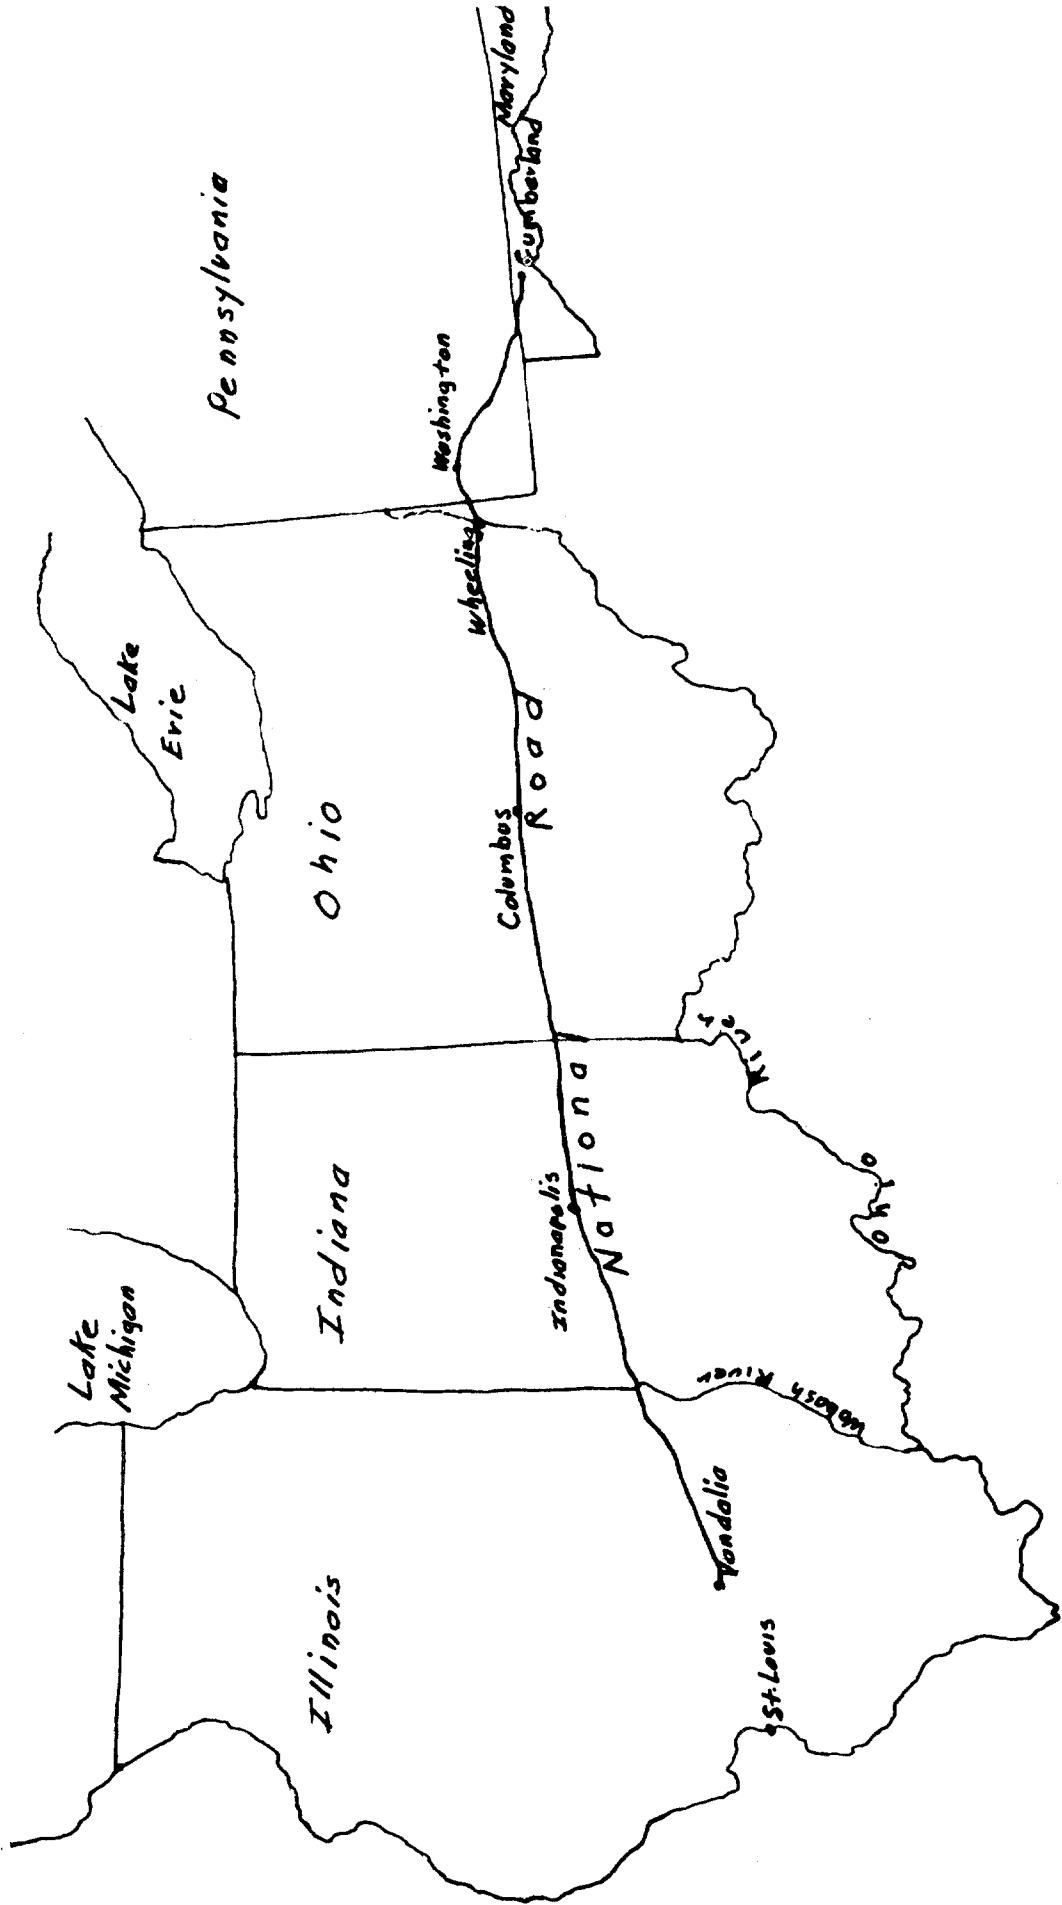 Lake
Michigan
Lake
Erie
Pennsylvania
Illinois
Indiana
Ohio
Maryland
Cumberland
Washington
Wheeling
Columbus
Indianapolis
Vandalia
St. Louis
National Road
Wabash River
Ohio River